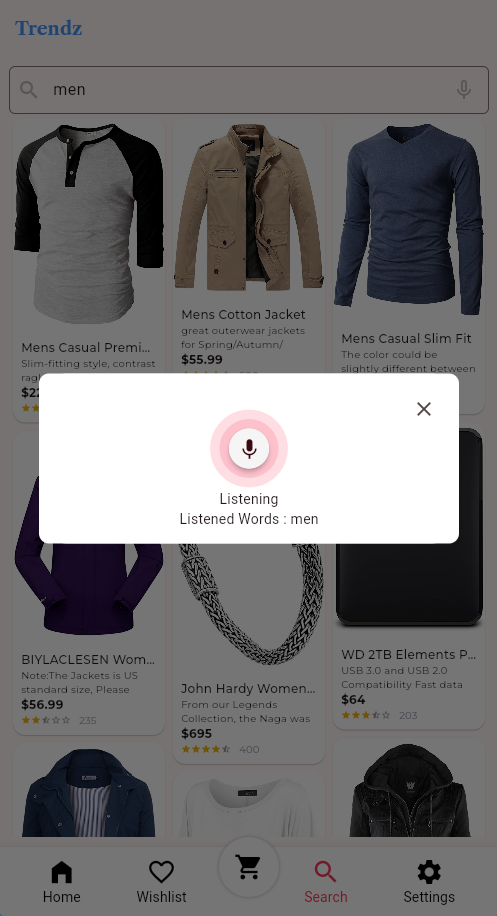 Trendz
men
Mens Casual Premi...
Slim-fitting style, contrast
Mens Cotton Jacket
great outerwear jackets
for Spring/Autumn/
$55.99
Mens Casual Slim Fit
The color could be
slightly different between
Listening
Listened Words : men
BIYLACLESEN Wom...
Note:The Jackets is US
standard size, Please
$56.99
235
John Hardy Women...
From our Legends
Collection, the Naga was
$695
400
WD 2TB Elements P...
USB 3.0 and USB 2.0
Compatibility Fast data
$64
203
Home
Wishlist
Search
Settings